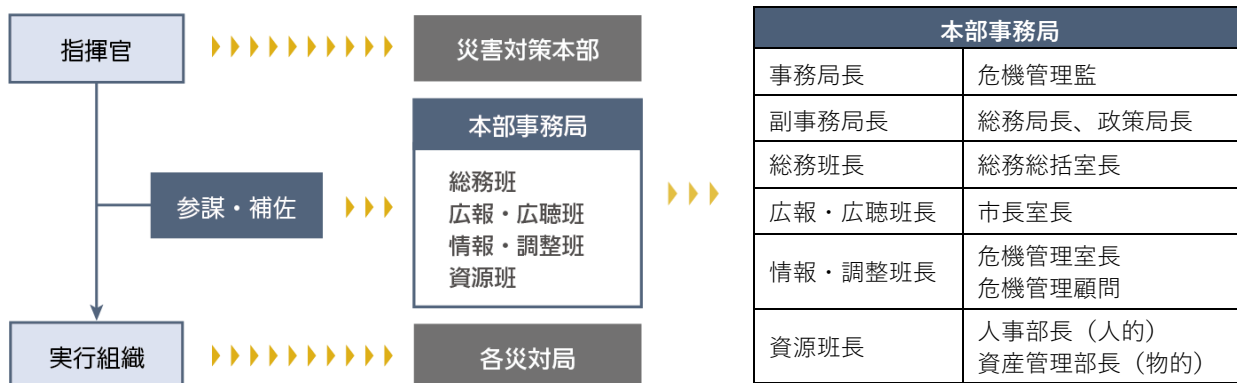 指揮官
災害対策本部
本部事務局
総務班
広報・広聴班
情報・調整班
資源班
参謀・補佐
実行組織
各災対局
本部事務局
事務局長 危機管理監
副事務局長 総務局長、政策局長
総務班長 総務総括室長
広報・広聴班長 市長室長
情報・調整班長 危機管理室長
危機管理顧問
資源班長 人事部長（人的）
資産管理部長（物的）